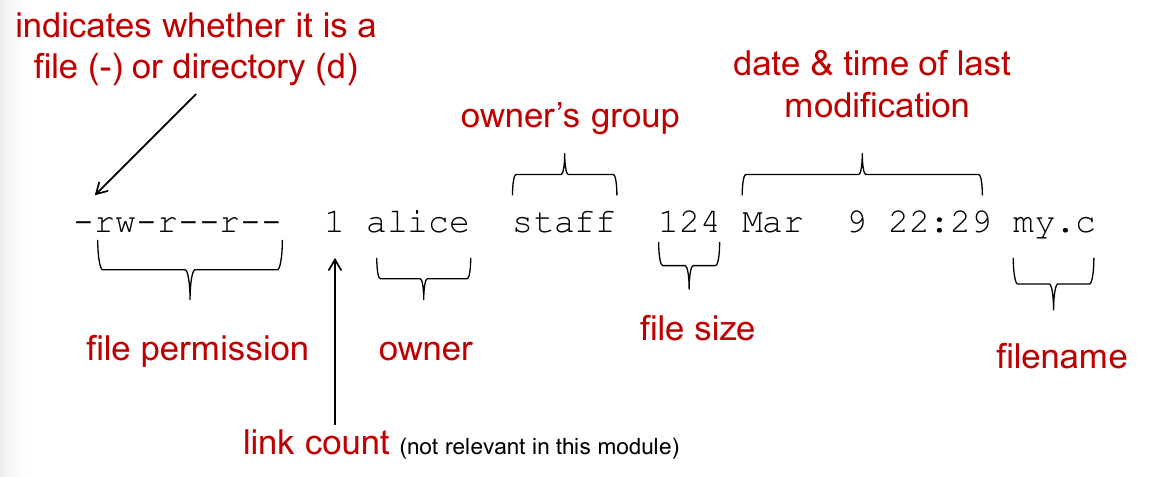 indicates whether it is a
file (-) or directory (d)
date & time of last
modification
owner’s group
-rw-r--r-- 1 alice staff 124 Mar 9 22:29 my.c
file permission
owner
file size
filename
link count (not relevant in this module)